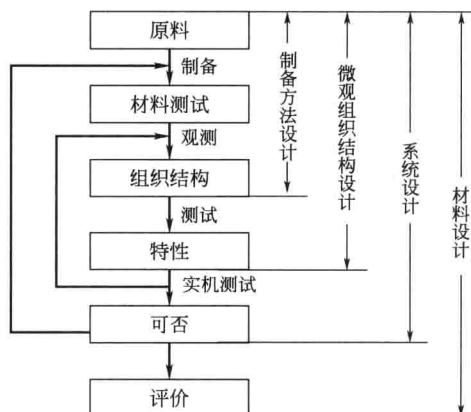 原料
制备
材料测试
观测
组织结构
测试
特性
实机测试
可否
评价
制备方法设计
微观组织结构设计
系统设计
材料设计